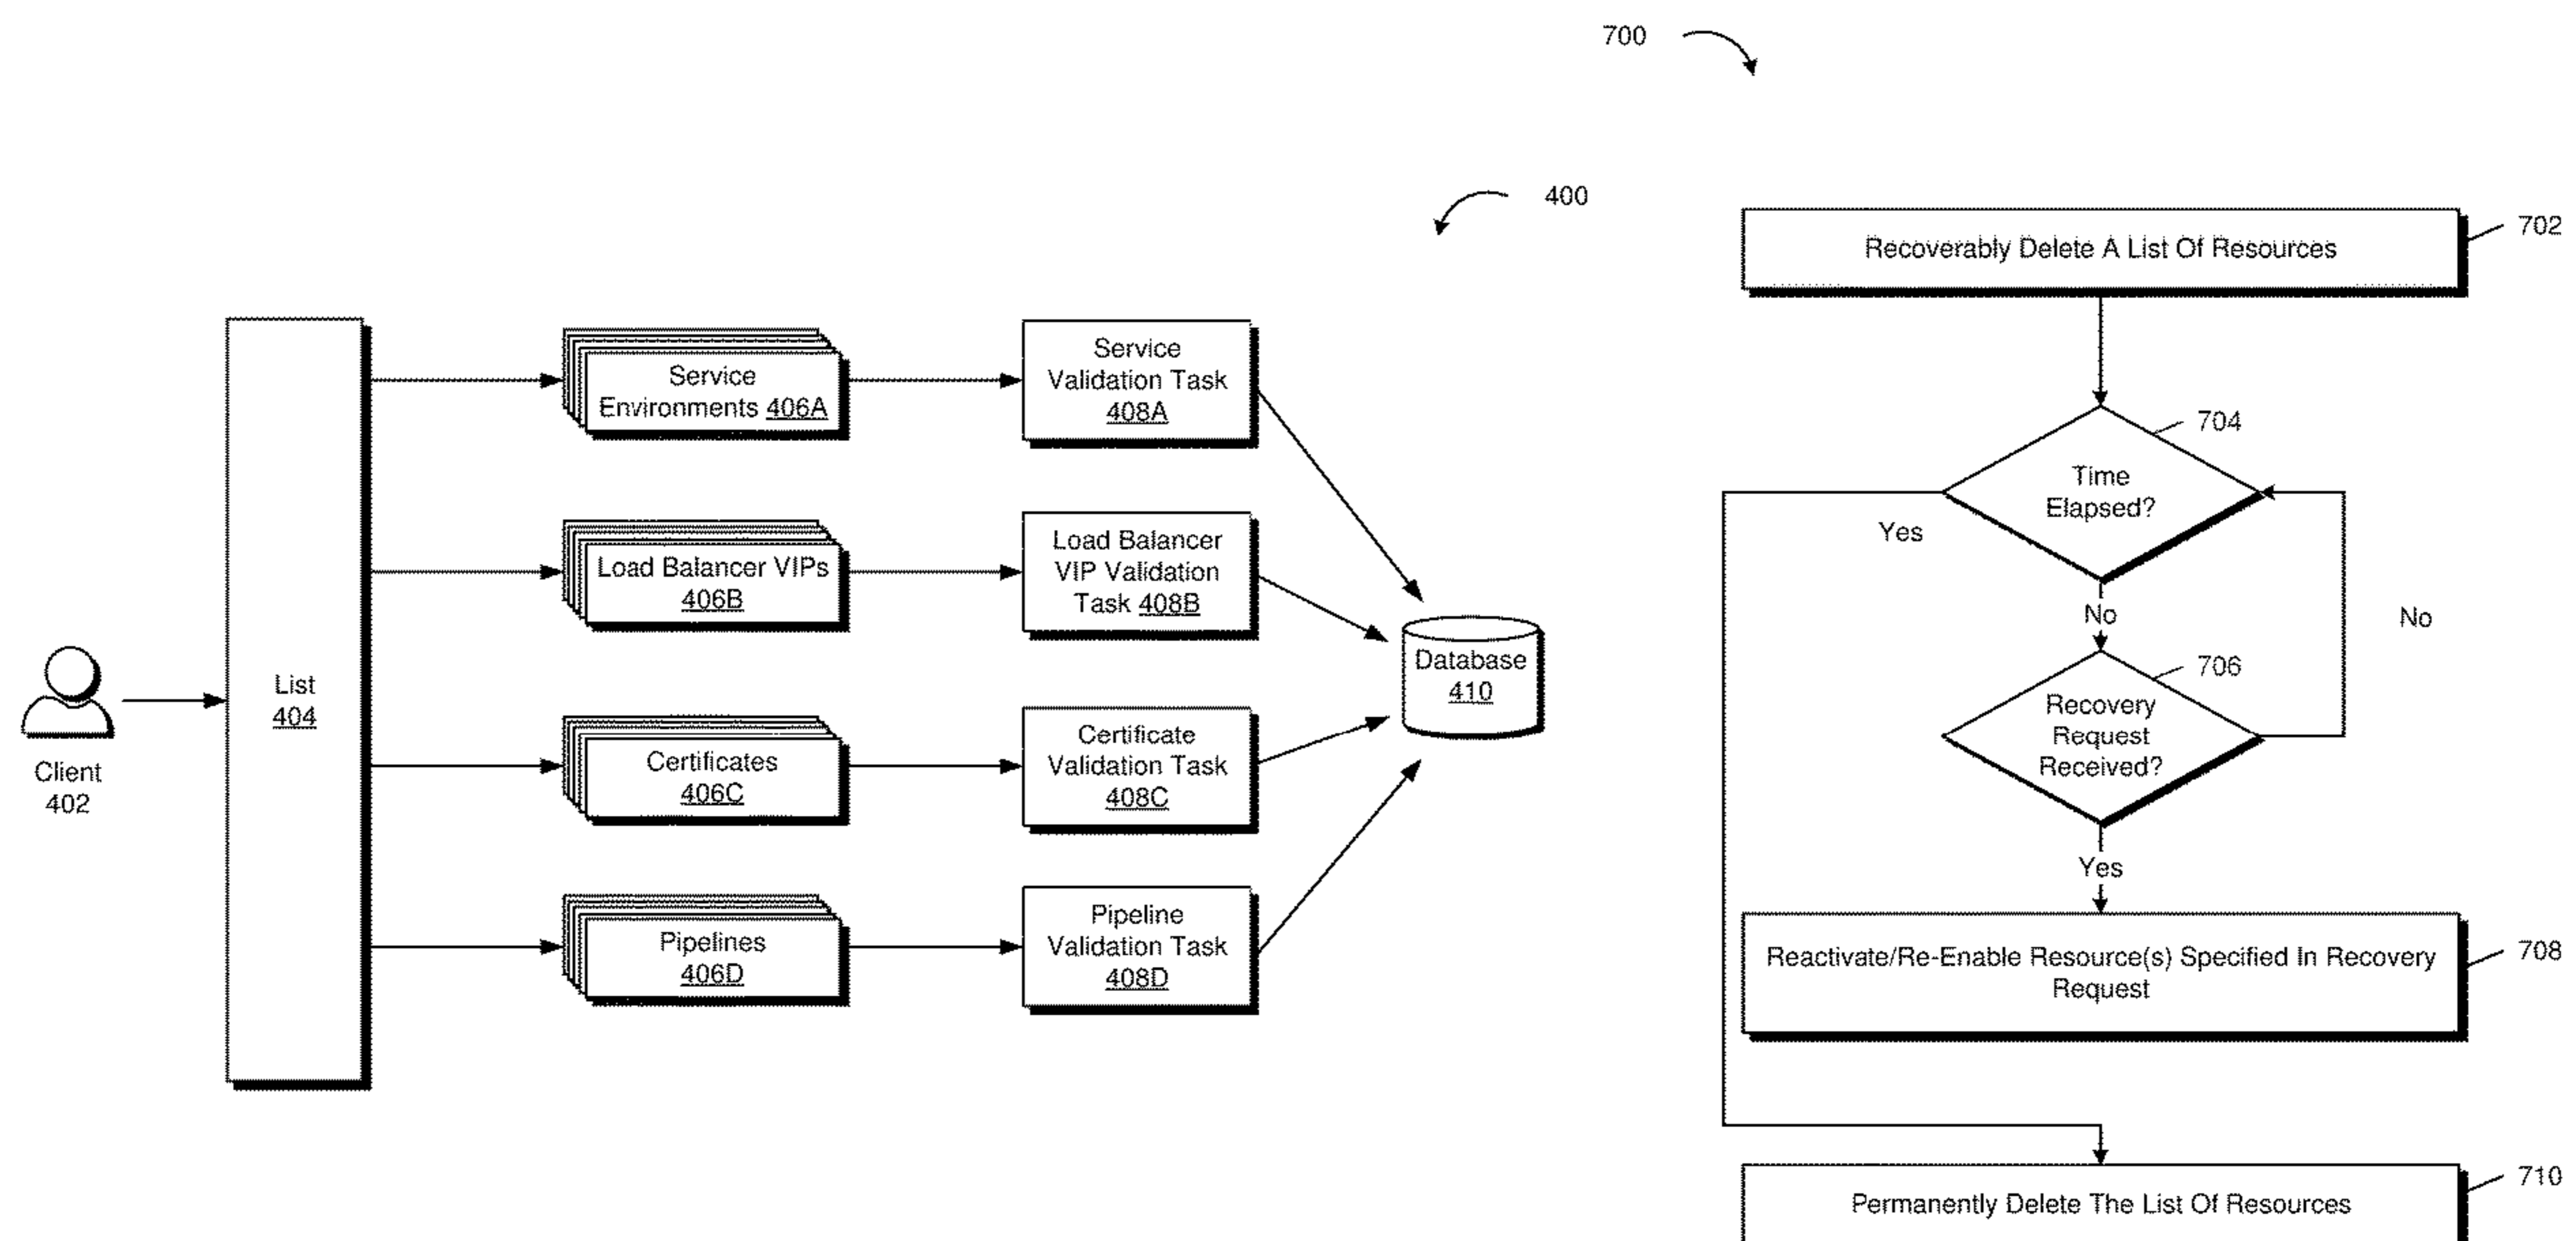 700
400
Client
402
List
404
Service
Environments 406A
Load Balancer VIPs
406B
Certificates
406C
Pipelines
406D
Service
Validation Task
408A
Load Balancer
VIP Validation
Task 408B
Certificate
Validation Task
408C
Pipeline
Validation Task
408D
Database
410
Recoverably Delete A List Of Resources
702
704
Time
Elapsed?
Yes
No
No
706
Recovery
Request
Received?
Yes
Reactivate/Re-Enable Resource(s) Specified In Recovery
Request
708
Permanently Delete The List Of Resources
710